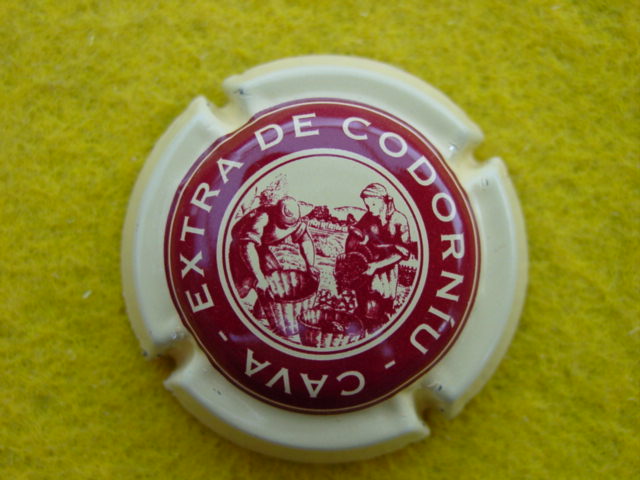 EXTRA DE CODORNÍU - CAVA -